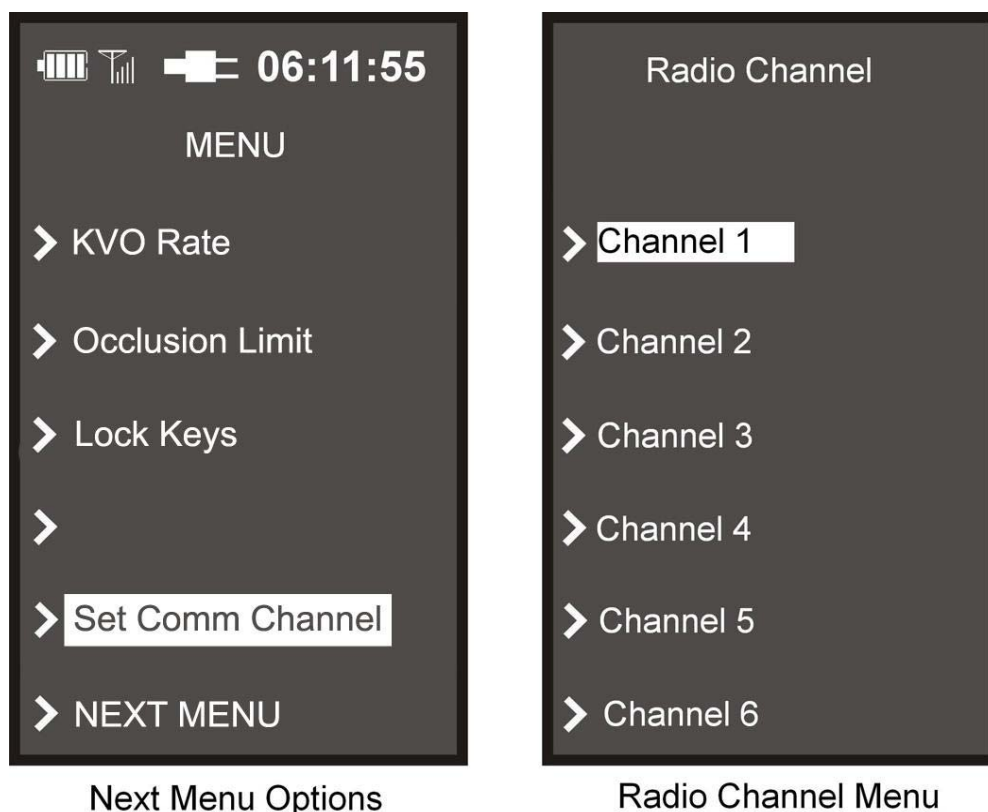 06:11:55
MENU
KVO Rate
Occlusion Limit
Lock Keys
Set Comm Channel
NEXT MENU
Next Menu Options
Radio Channel
Channel 1
Channel 2
Channel 3
Channel 4
Channel 5
Channel 6
Radio Channel Menu